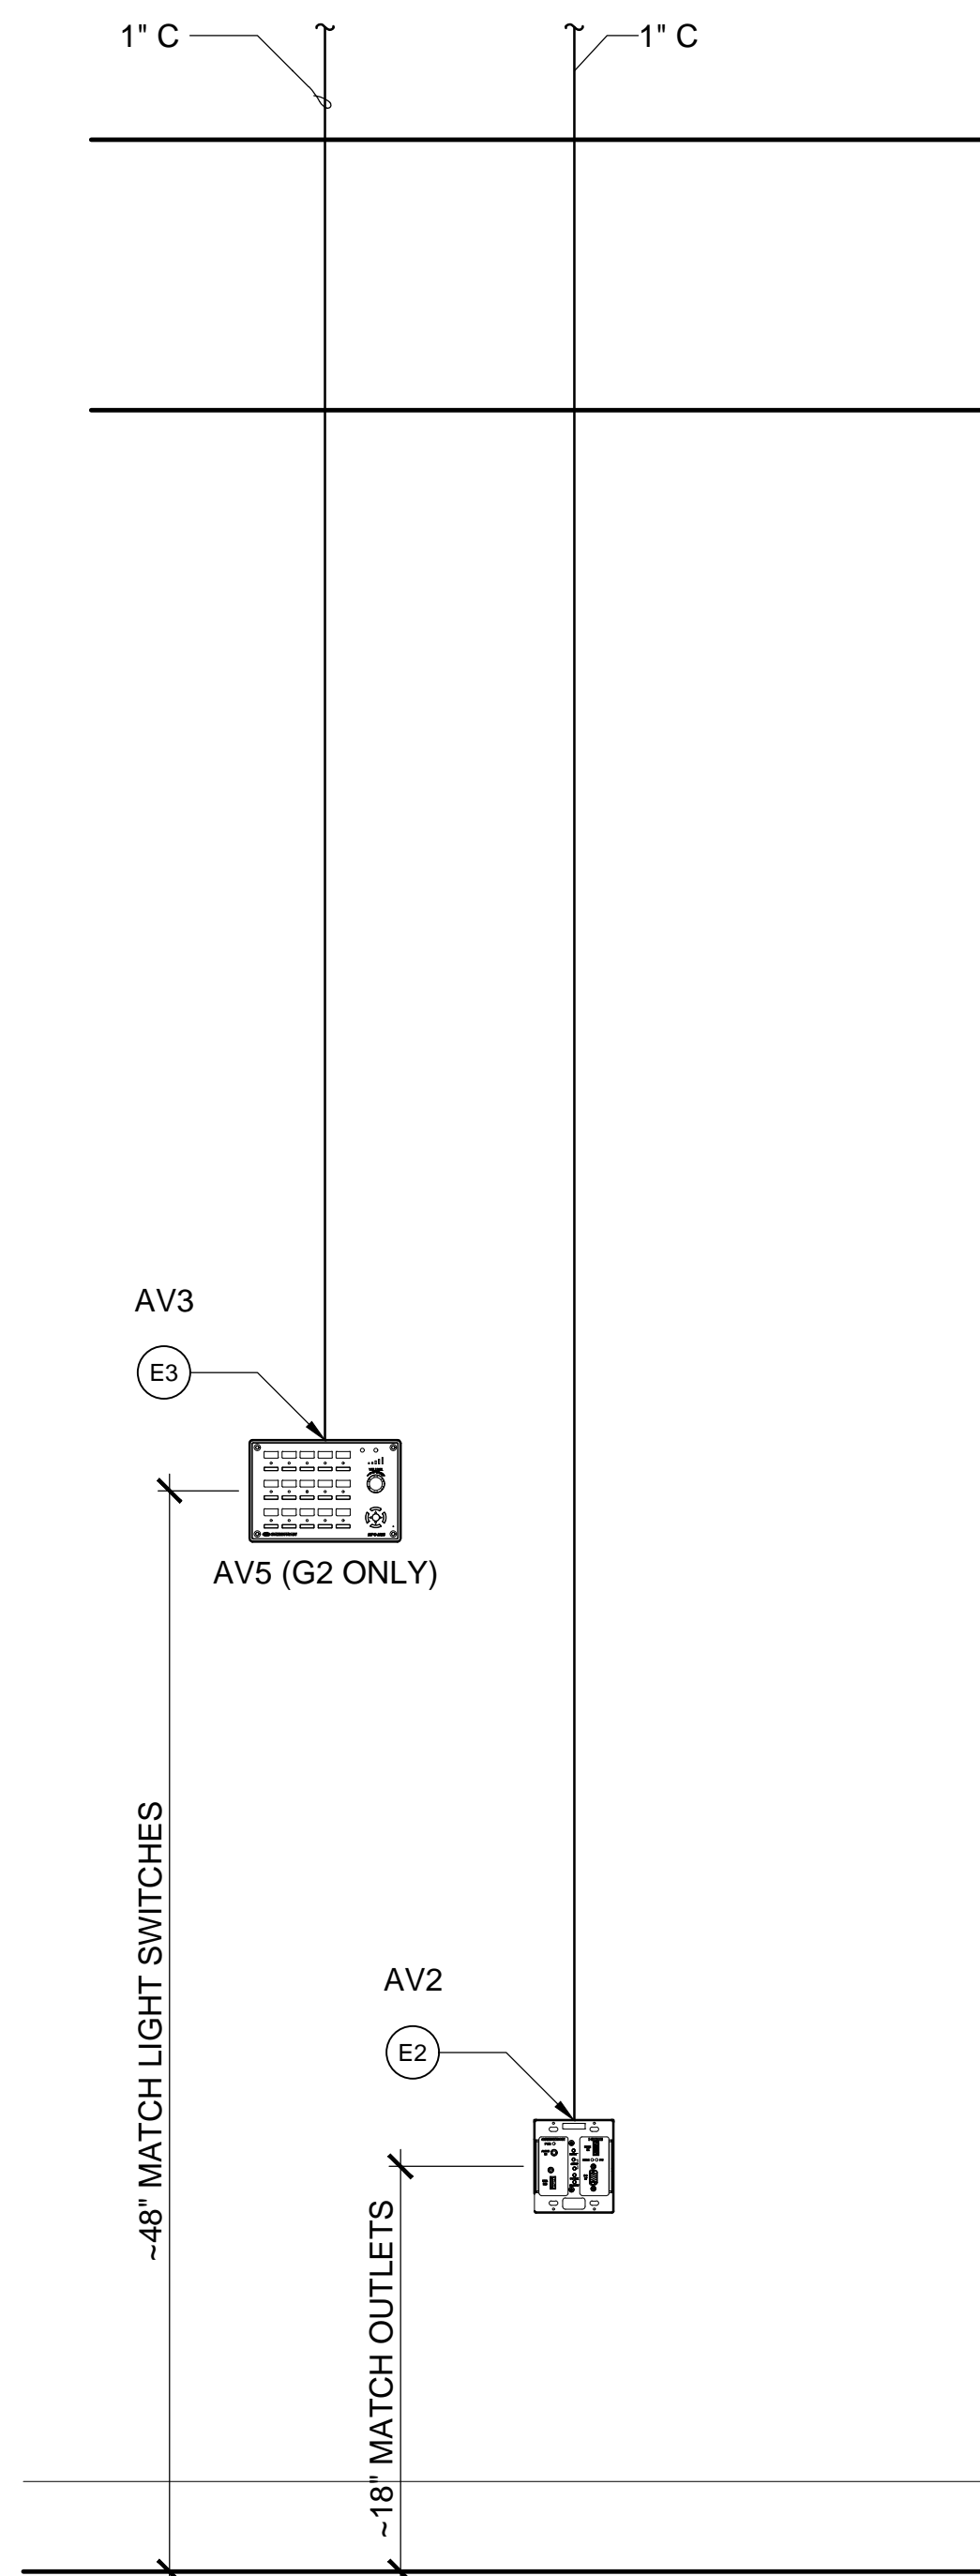 1" C
1" C
AV3
E3
AV5 (G2 ONLY)
~48" MATCH LIGHT SWITCHES
AV2
E2
~18" MATCH OUTLETS